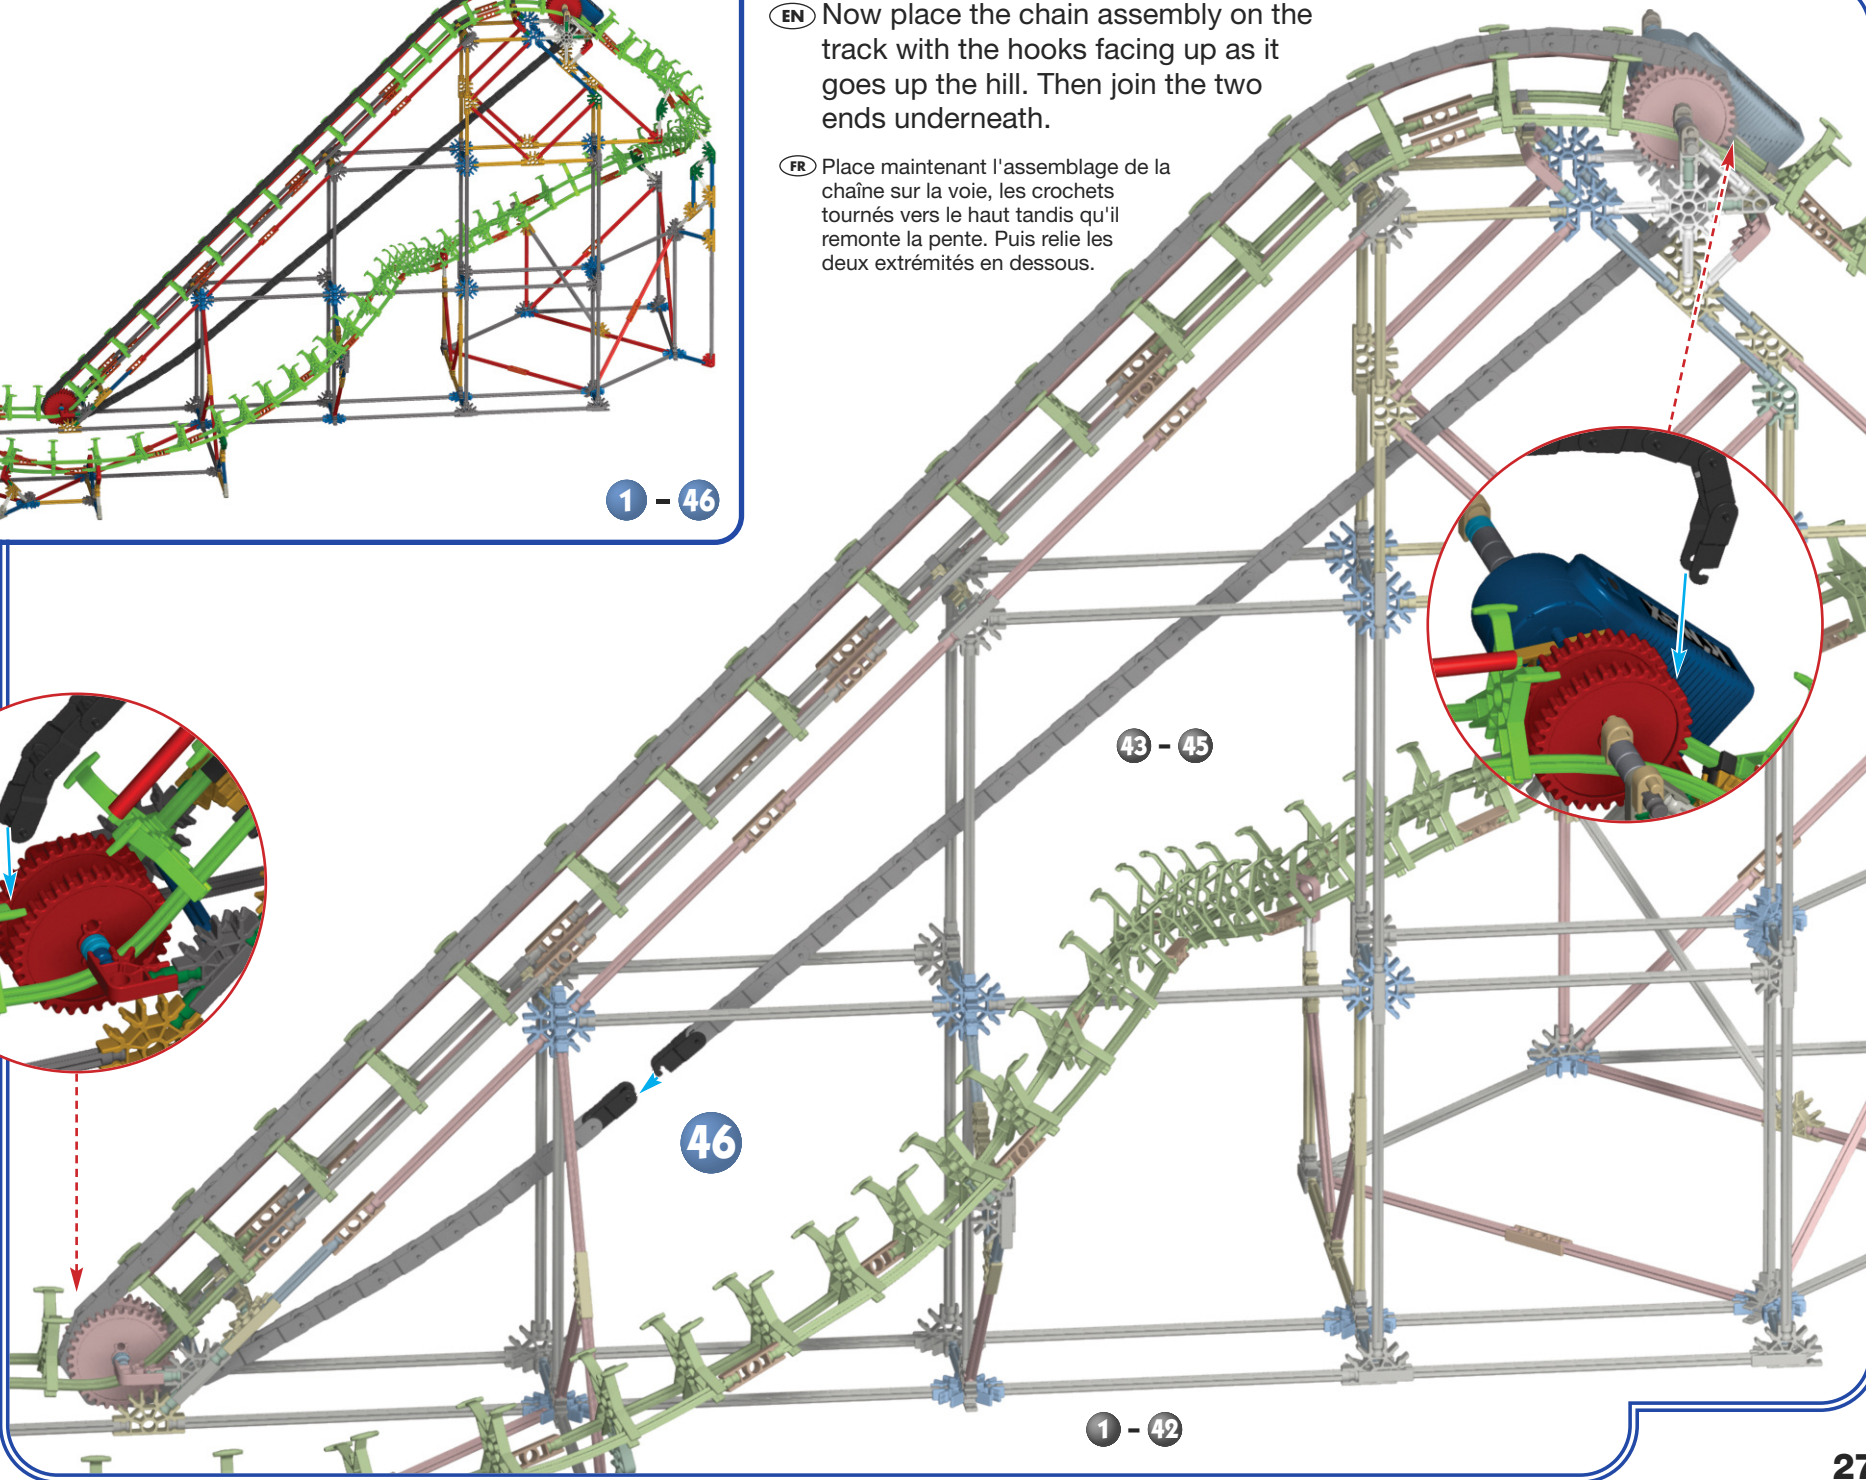 EN Now place the chain assembly on the
track with the hooks facing up as it
goes up the hill. Then join the two
ends underneath.
FR Place maintenant l'assemblage de la
chaîne sur la voie, les crochets
tournés vers le haut tandis qu'il
remonte la pente. Puis relie les
deux extrémités en dessous.
1 - 46
43 - 45
46
1 - 42
27